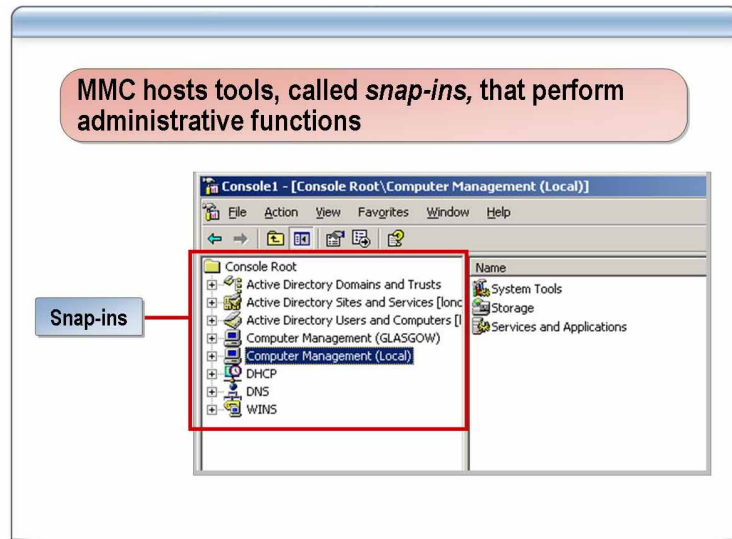 MMC hosts tools, called snap-ins, that perform
administrative functions
Console1 - [Console Root\Computer Management (Local)]
File Action View Favorites Window Help
Console Root
Active Directory Domains and Trusts
Active Directory Sites and Services [lonc
Active Directory Users and Computers [l
Computer Management (GLASGOW)
Computer Management (Local)
DHCP
DNS
WINS
Name
System Tools
Storage
Services and Applications
Snap-ins